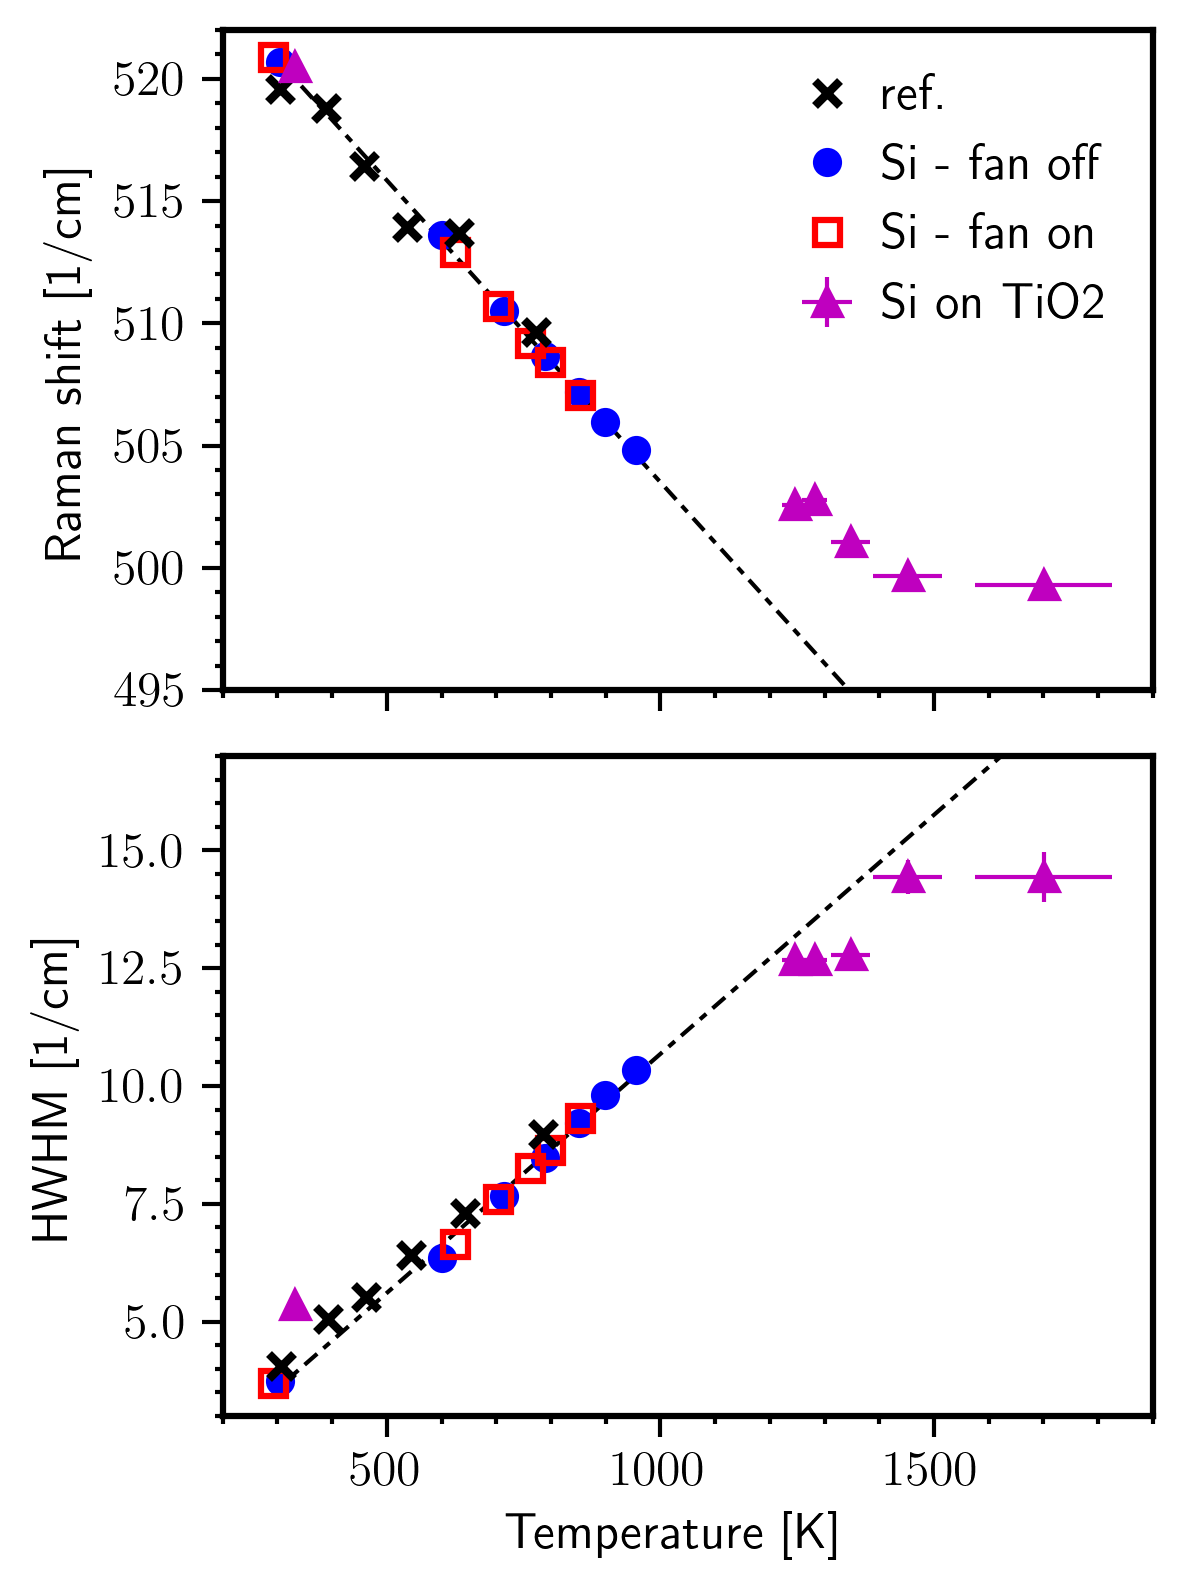 520
515
510
505
500
495
Raman shift [1/cm]
ref.
Si - fan off
Si - fan on
Si on TiO2
15.0
12.5
10.0
7.5
5.0
HWHM [1/cm]
500 1000 1500
Temperature [K]